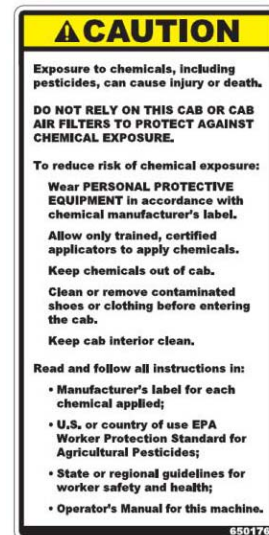 CAUTION
Exposure to chemicals, including
pesticides, can cause injury or death.
DO NOT RELY ON THIS CAB OR CAB
AIR FILTERS TO PROTECT AGAINST
CHEMICAL EXPOSURE.
To reduce risk of chemical exposure:
Wear PERSONAL PROTECTIVE
EQUIPMENT in accordance with
chemical manufacturer's label.
Allow only trained, certified
applicators to apply chemicals.
Keep chemicals out of cab.
Clean or remove contaminated
shoes or clothing before entering
the cab.
Keep cab interior clean.
Read and follow all instructions in:
• Manufacturer's label for each
chemical applied;
• U.S. or country of use EPA
Worker Protection Standard for
Agricultural Pesticides;
• State or regional guidelines for
worker safety and health;
• Operator's Manual for this machine.
650176